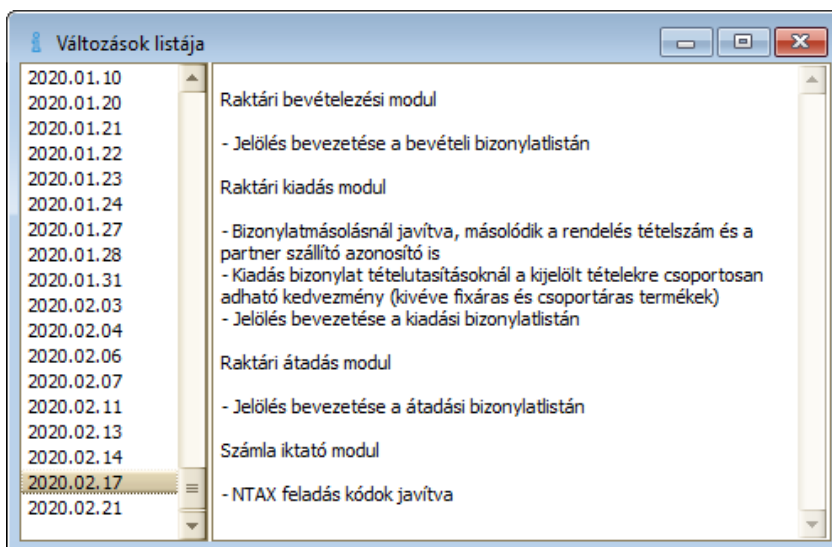 Változások listája
2020.01.10
2020.01.20
2020.01.21
2020.01.22
2020.01.23
2020.01.24
2020.01.27
2020.01.28
2020.01.31
2020.02.03
2020.02.04
2020.02.06
2020.02.07
2020.02.11
2020.02.13
2020.02.14
2020.02.17
2020.02.21
Raktári bevételezési modul
- Jelölés bevezetése a bevételi bizonylatlistán
Raktári kiadás modul
- Bizonylatmásolásnál javítva, másolódik a rendelés tételszám és a
partner szállító azonosító is
- Kiadás bizonylat tételutasításoknál a kijelölt tételekre csoportosan
adható kedvezmény (kivéve fixáras és csoportáras termékek)
- Jelölés bevezetése a kiadási bizonylatlistán
Raktári átadás modul
- Jelölés bevezetése a átadási bizonylatlistán
Számla iktató modul
- NTAX feladás kódok javítva